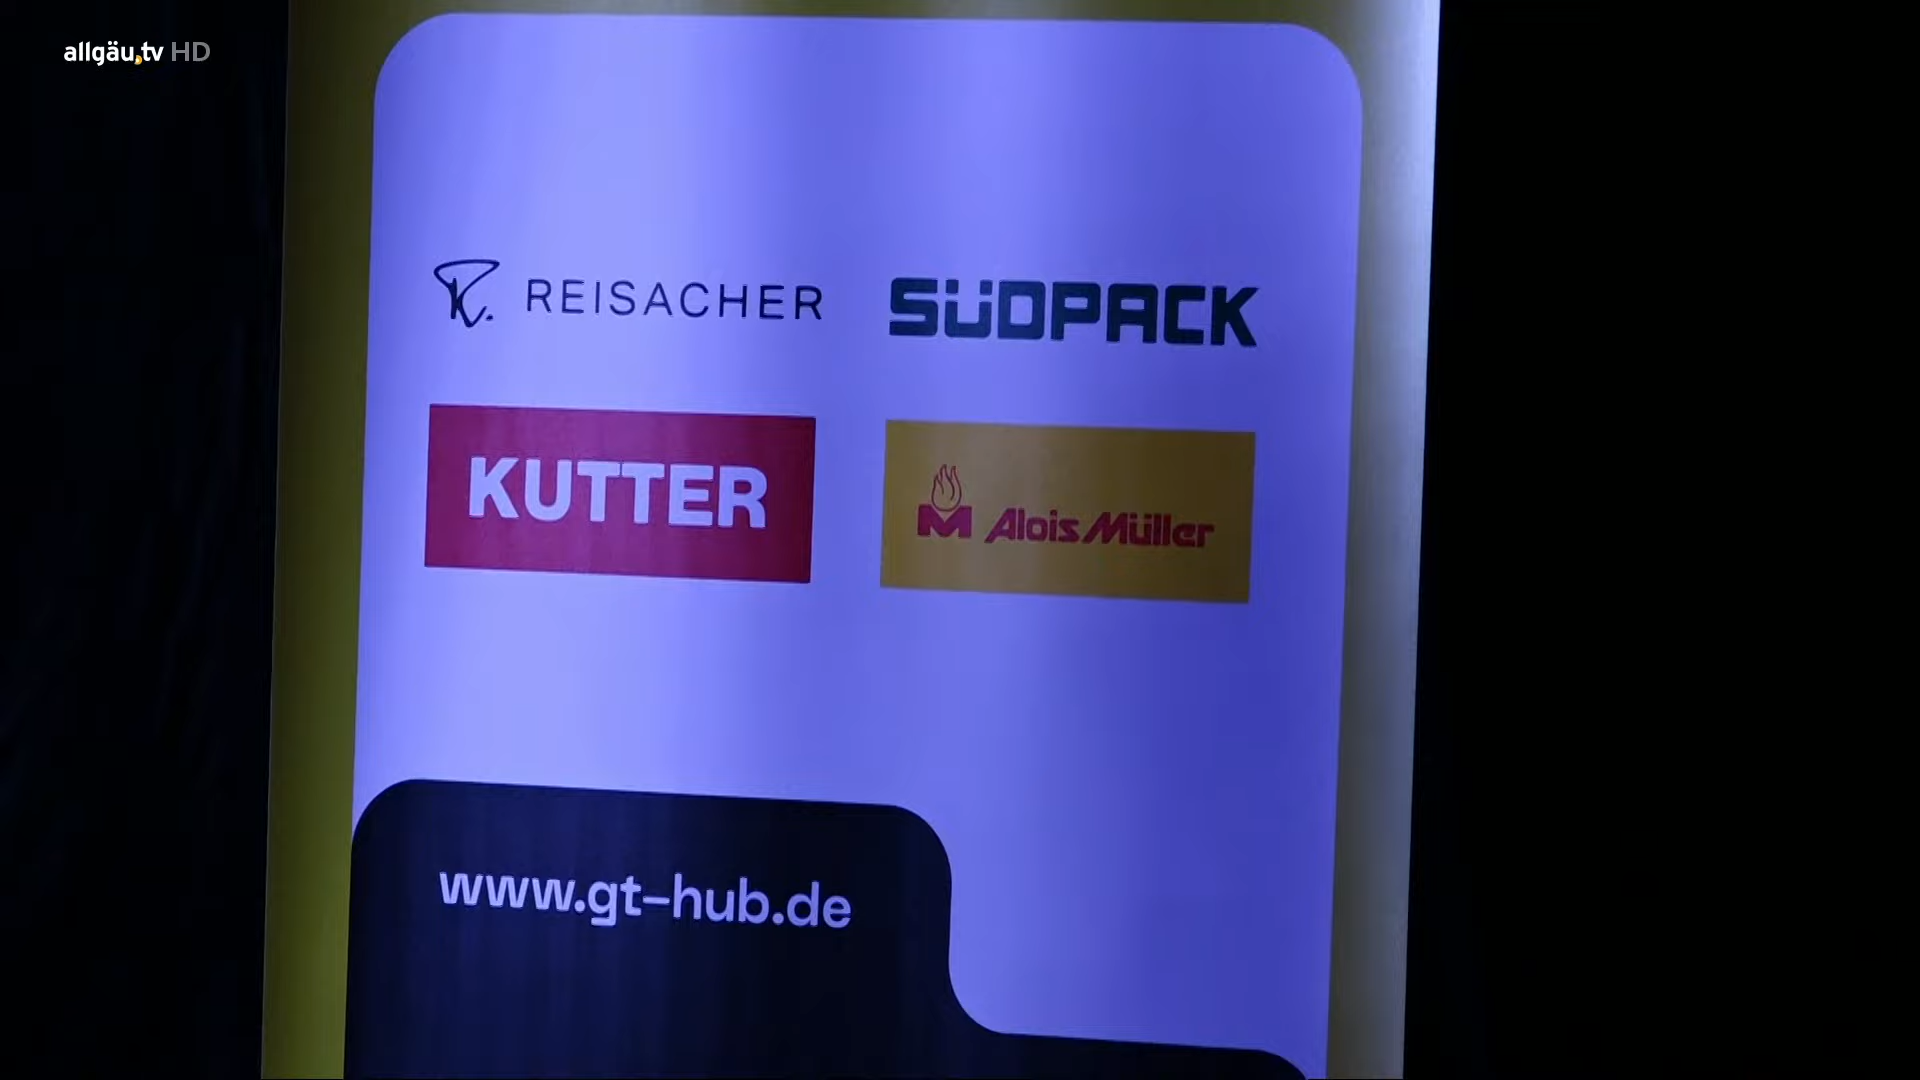 allgäu.tv HD
R. REISACHER
SÜDPACK
KUTTER
M Alois Müller
www.gt-hub.de